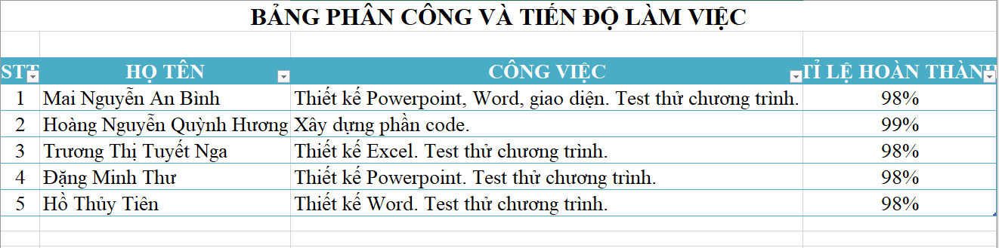 BẢNG PHÂN CÔNG VÀ TIẾN ĐỘ LÀM VIỆC
STT HỌ TÊN CÔNG VIỆC TỈ LỆ HOÀN THÀNH
1 Mai Nguyễn An Bình Thiết kế Powerpoint, Word, giao diện. Test thử chương trình. 98%
2 Hoàng Nguyễn Quỳnh Hương Xây dựng phần code. 99%
3 Trương Thị Tuyết Nga Thiết kế Excel. Test thử chương trình. 98%
4 Đặng Minh Thư Thiết kế Powerpoint. Test thử chương trình. 98%
5 Hồ Thủy Tiên Thiết kế Word. Test thử chương trình. 98%